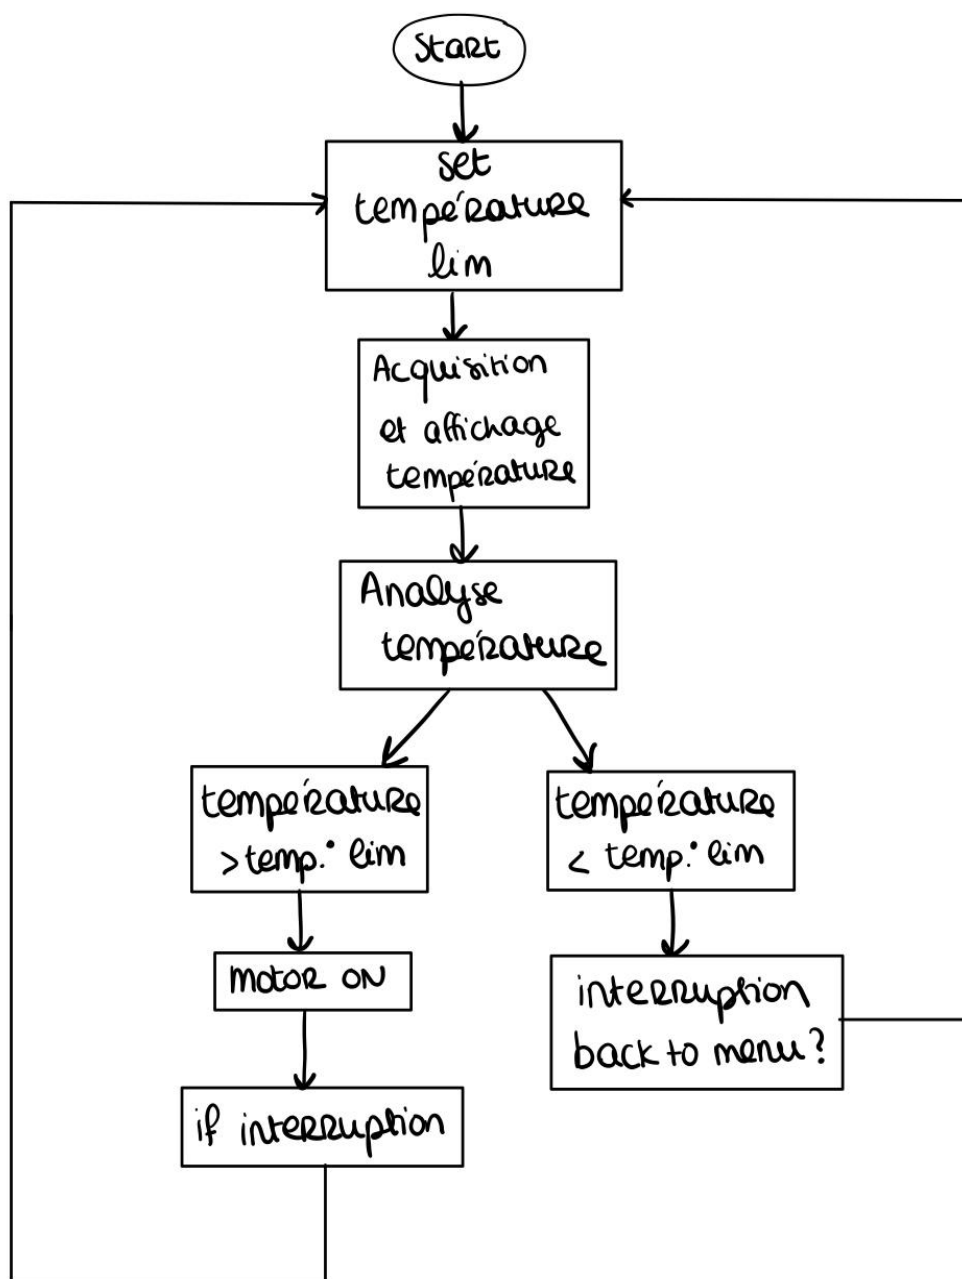 Start
set
température
lim
Acquisition
et affichage
température
Analyse
température
température
> temp.° lim
température
< temp.° lim
MOTOR ON
interruption
back to menu?
if interruption